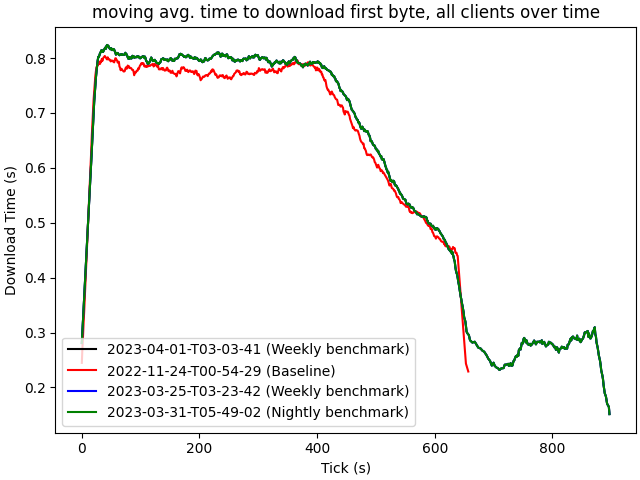 moving avg. time to download first byte, all clients over time
Download Time (s)
0.8
0.7
0.6
0.5
0.4
0.3
0.2
2023-04-01-T03-03-41 (Weekly benchmark)
2022-11-24-T00-54-29 (Baseline)
2023-03-25-T03-23-42 (Weekly benchmark)
2023-03-31-T05-49-02 (Nightly benchmark)
0 200 400 600 800
Tick (s)